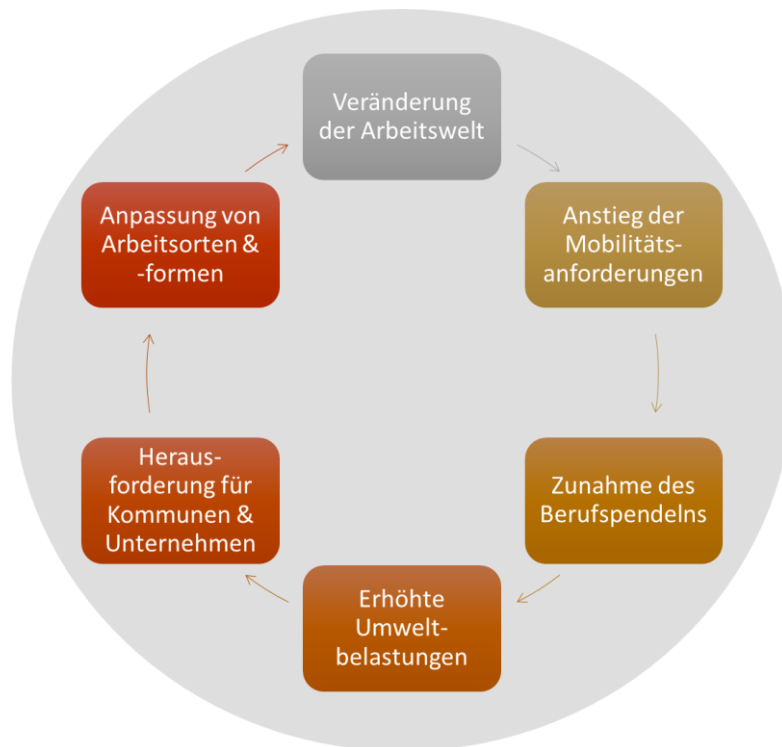 Veränderung
der Arbeitswelt
Anstieg der
Mobilitäts-
anforderungen
Zunahme des
Berufspendelns
Erhöhte
Umwelt-
belastungen
Heraus-
forderung für
Kommunen &
Unternehmen
Anpassung von
Arbeitsorten &
-formen